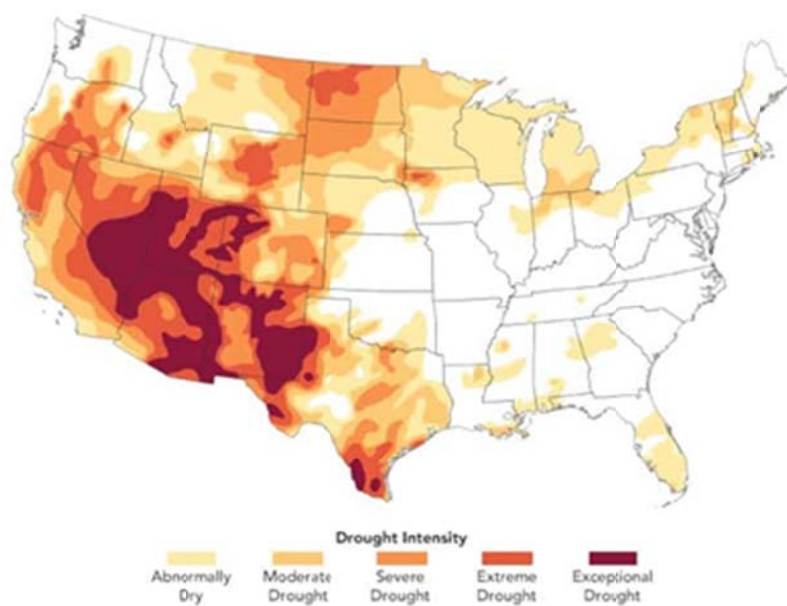 Drought Intensity
Abnormally Dry
Moderate Drought
Severe Drought
Extreme Drought
Exceptional Drought